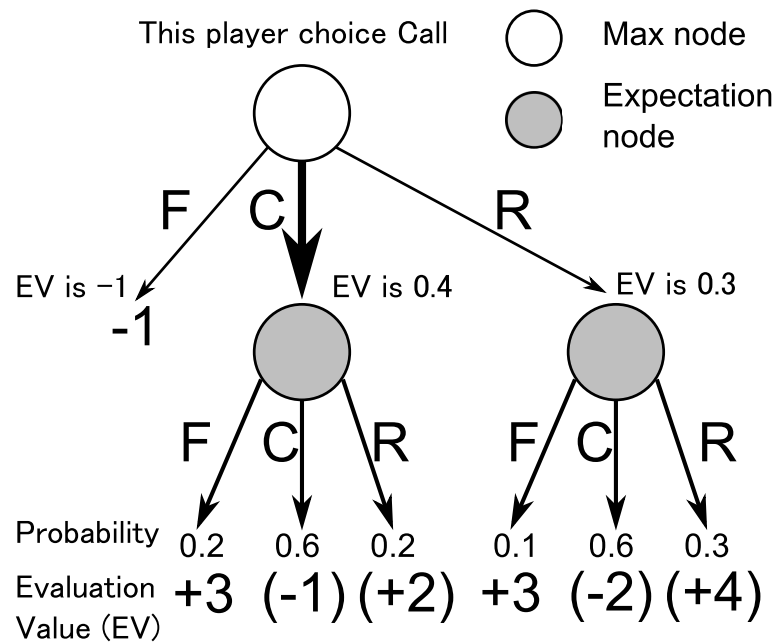 This player choice Call
Max node
Expectation
node
F
C
R
EV is −1
-1
EV is 0.4
EV is 0.3
F
C
R
F
C
R
Probability
0.2
0.6
0.2
0.1
0.6
0.3
Evaluation
Value (EV)
+3
(-1)
(+2)
+3
(-2)
(+4)